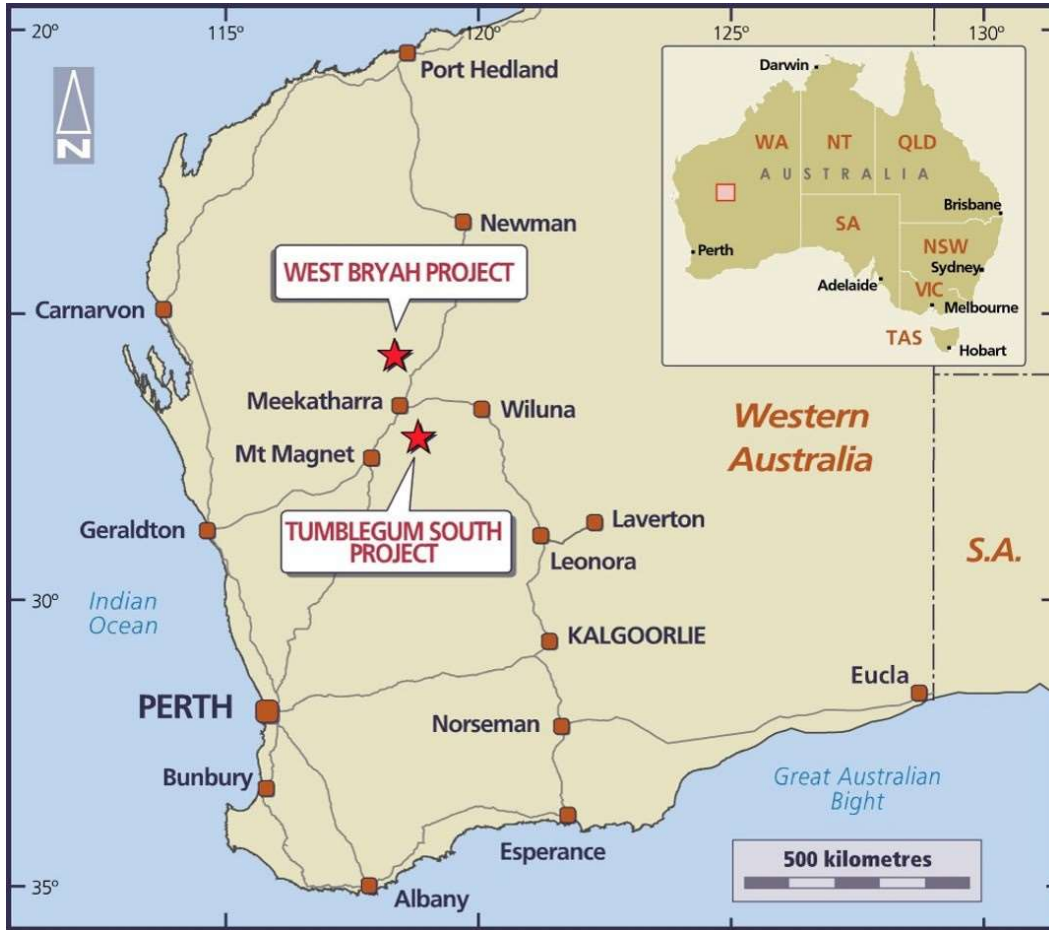 20°
115°
120°
125°
130°
Port Hedland
N
Darwin
WA
NT
QLD
AUSTRALIA
Brisbane
SA
NSW
Perth
Sydney
Adelaide
VIC
Melbourne
TAS
Hobart
Newman
WEST BRYAH PROJECT
Carnarvon
Meekatharra
Wiluna
Western
Australia
Mt Magnet
Geraldton
TUMBLEGUM SOUTH
PROJECT
Laverton
Leonora
S.A.
Indian
Ocean
30°
KALGOORLIE
Eucla
PERTH
Norseman
Bunbury
Great Australian
Bight
Esperance
500 kilometres
35°
Albany